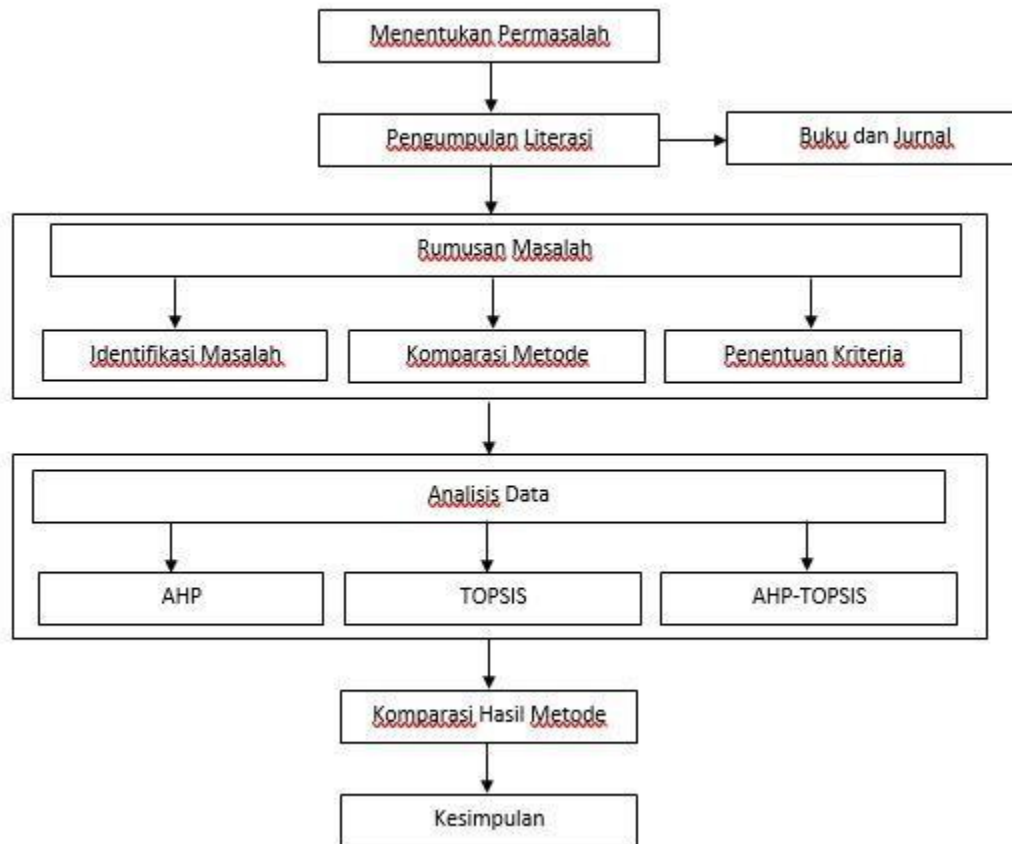 Menentukan Permasalah
Pengumpulan Literasi
Buku dan Jurnal
Rumusan Masalah
Identifikasi Masalah
Komparasi Metode
Penentuan Kriteria
Analisis Data
AHP
TOPSIS
AHP-TOPSIS
Komparasi Hasil Metode
Kesimpulan